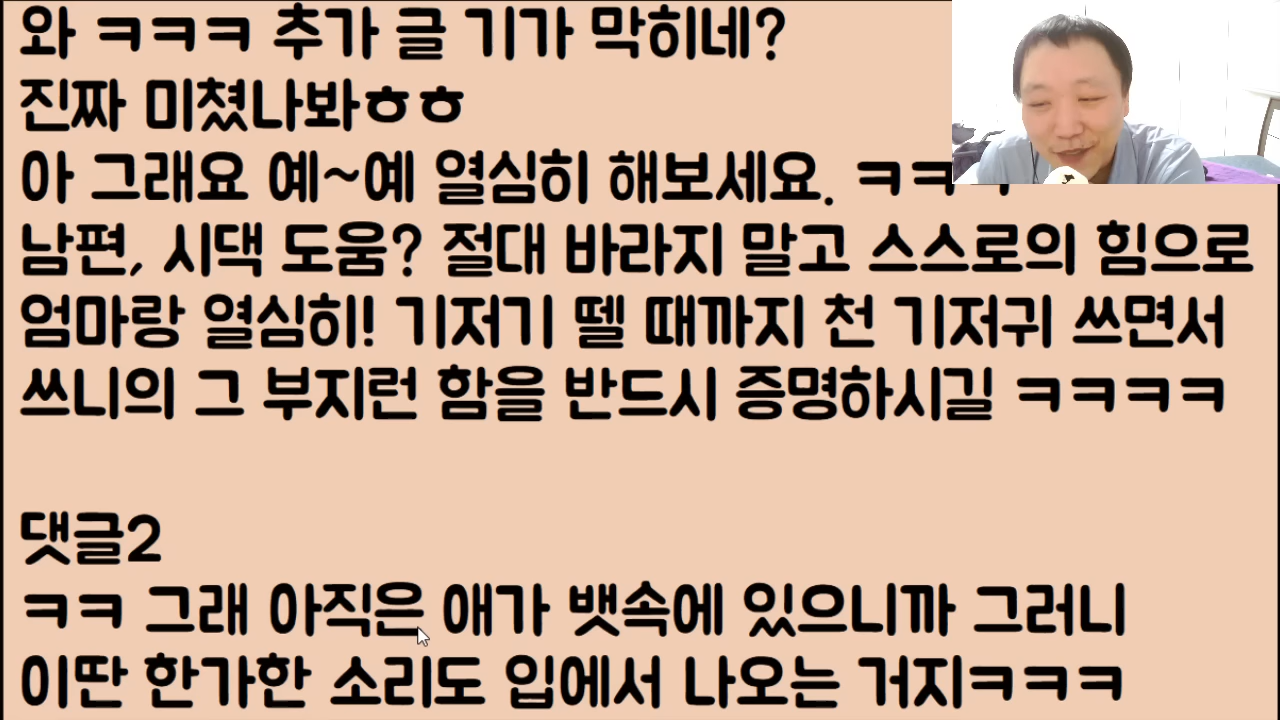 와 ㅋㅋㅋ 추가 글 기가 막히네?
진짜 미쳤나봐ㅎㅎ
아 그래요 예~예 열심히 해보세요. ㅋㅋ
남편, 시댁 도움? 절대 바라지 말고 스스로의 힘으로
엄마랑 열심히! 기저기 뗄 때까지 천 기저귀 쓰면서
쓰니의 그 부지런 함을 반드시 증명하시길 ㅋㅋㅋㅋ
댓글2
ㅋㅋ 그래 아직은 애가 뱃속에 있으니까 그러니
이딴 한가한 소리도 입에서 나오는 거지ㅋㅋㅋ